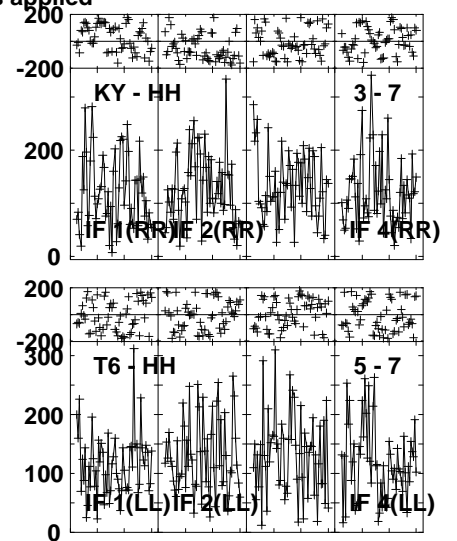 s applied
200
-200
KY - HH 3 - 7
200
IF 1(RR) IF 2(RR) IF 4(RR)
0
200
-200
300
T6 - HH 5 - 7
200
100
IF 1(LL) IF 2(LL) IF 4(LL)
0